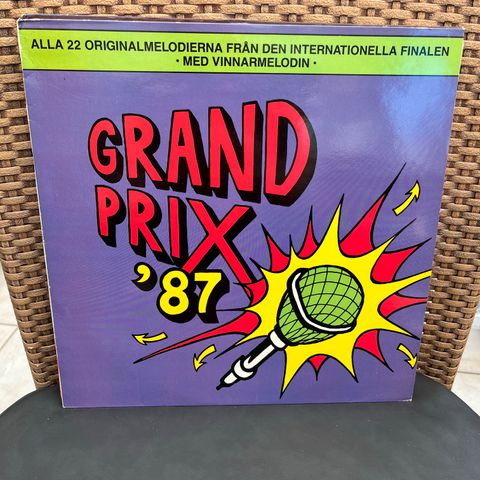 ALLA 22 ORIGINALMELODIERNA FRÅN DEN INTERNATIONELLA FINALEN
· MED VINNARMELODIN ·
GRAND
PRIX
'87